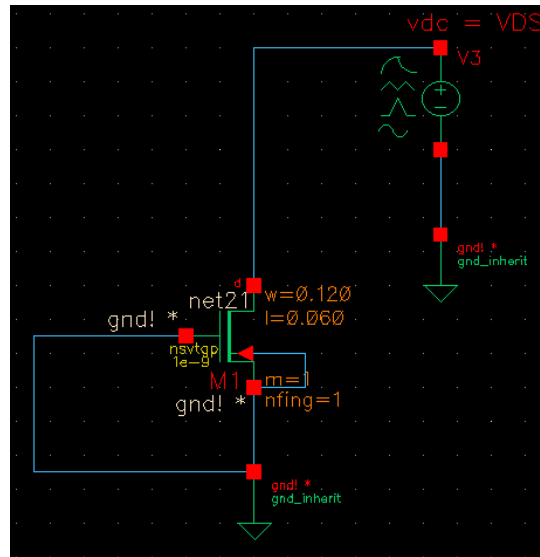 vdc = VDS
V3
gnd! *
gnd_inherit
d
w=0.120
net21
l=0.060
gnd! *
nsvtgp
1e-9
M1
m=1
gnd! *
nfing=1
gnd! *
gnd_inherit